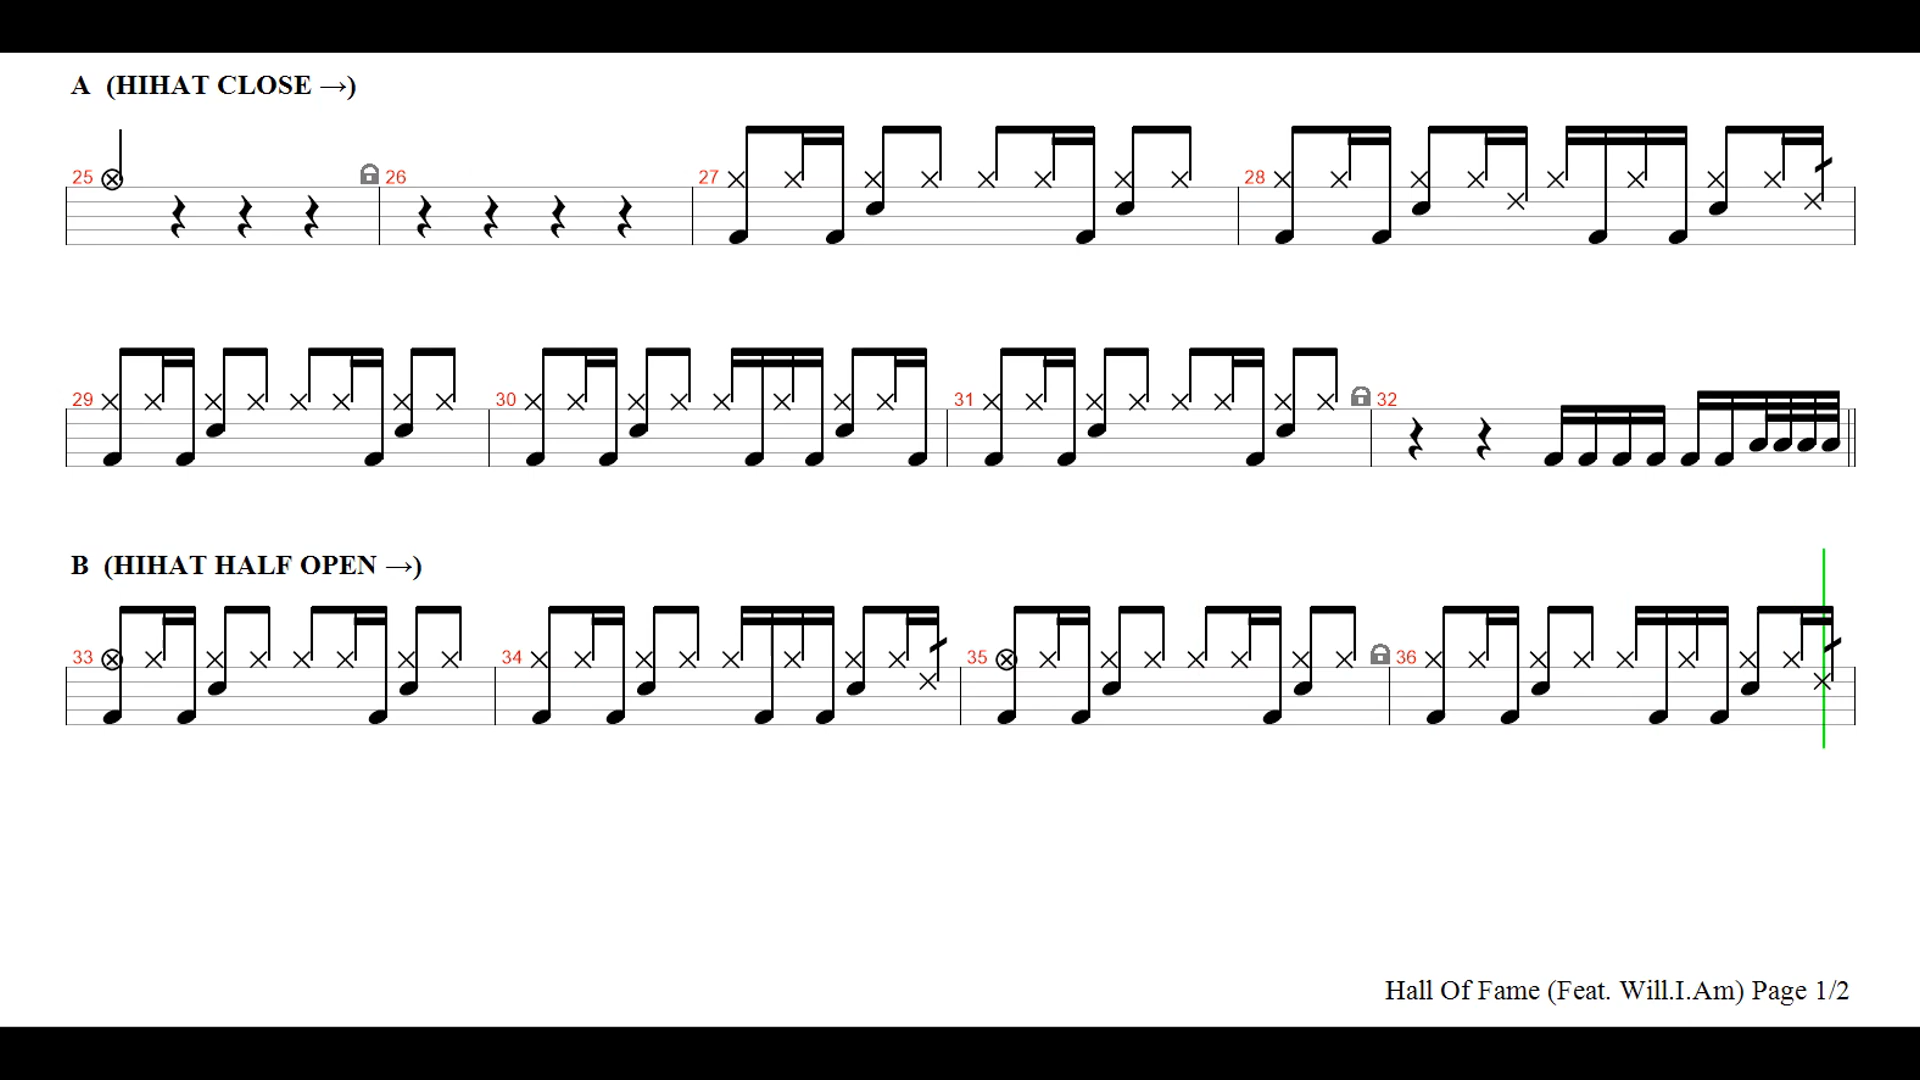 A (HIHAT CLOSE →)
25 26 27 28
29 30 31 32
B (HIHAT HALF OPEN →)
33 34 35 36
Hall Of Fame (Feat. Will.I.Am) Page 1/2